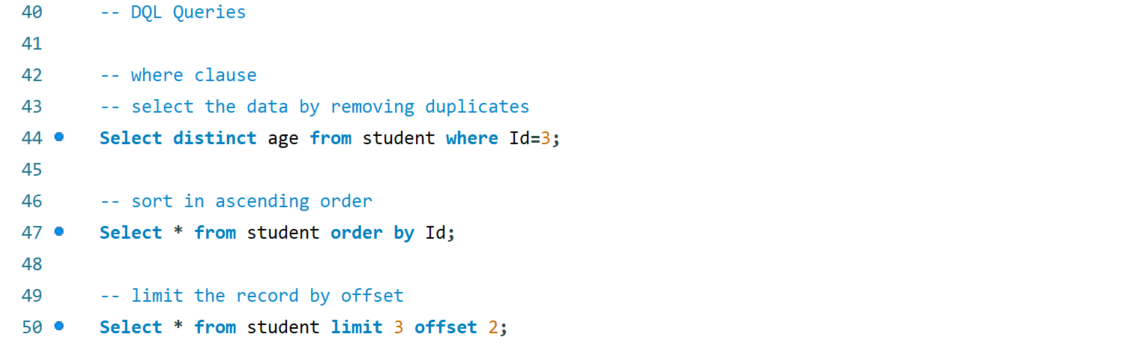 40 -- DQL Queries
41
42 -- where clause
43 -- select the data by removing duplicates
44 Select distinct age from student where Id=3;
45
46 -- sort in ascending order
47 Select * from student order by Id;
48
49 -- limit the record by offset
50 Select * from student limit 3 offset 2;